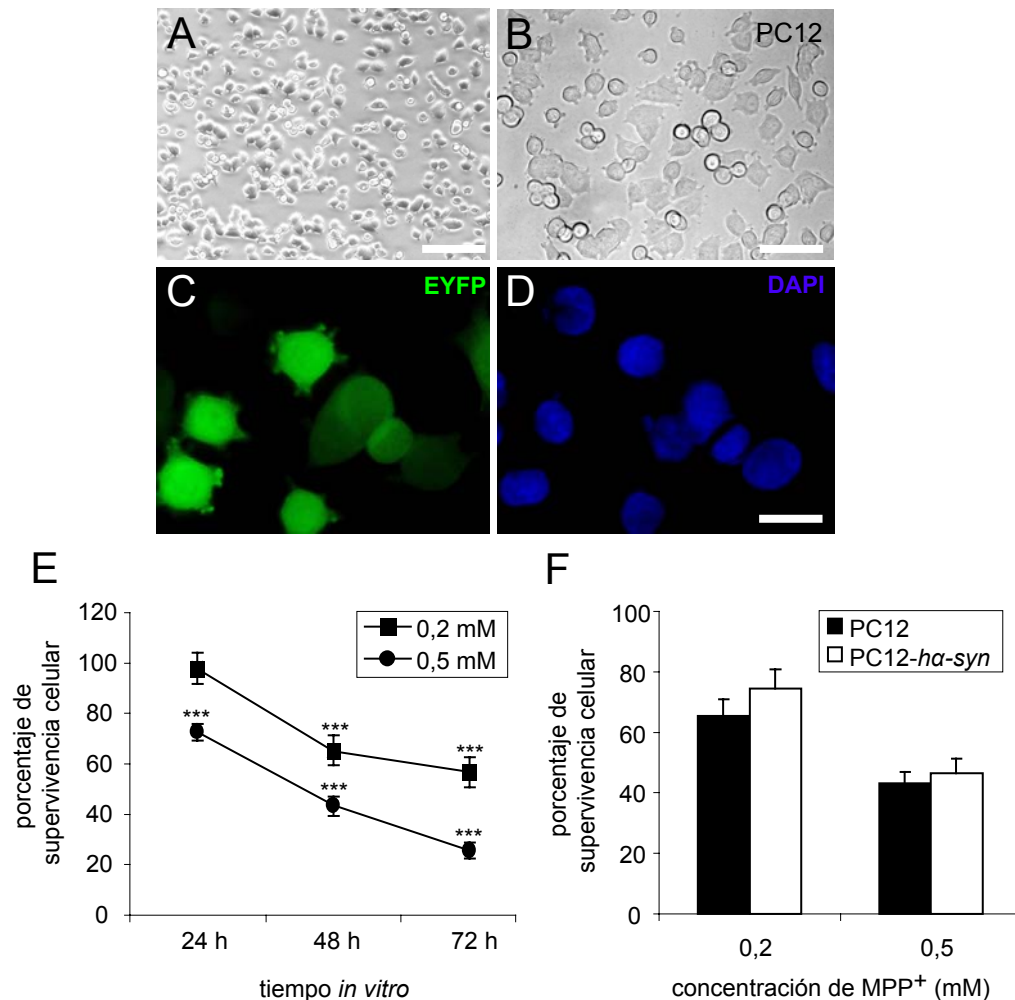 A
B
PC12
C
EYFP
D
DAPI
E
F
120
100
80
60
40
20
0
porcentaje de
supervivencia celular
0,2 mM
0,5 mM
***
***
***
***
***
24 h
48 h
72 h
tiempo in vitro
100
80
60
40
20
0
porcentaje de
supervivencia celular
PC12
PC12-hα-syn
0,2
0,5
concentración de MPP+ (mM)